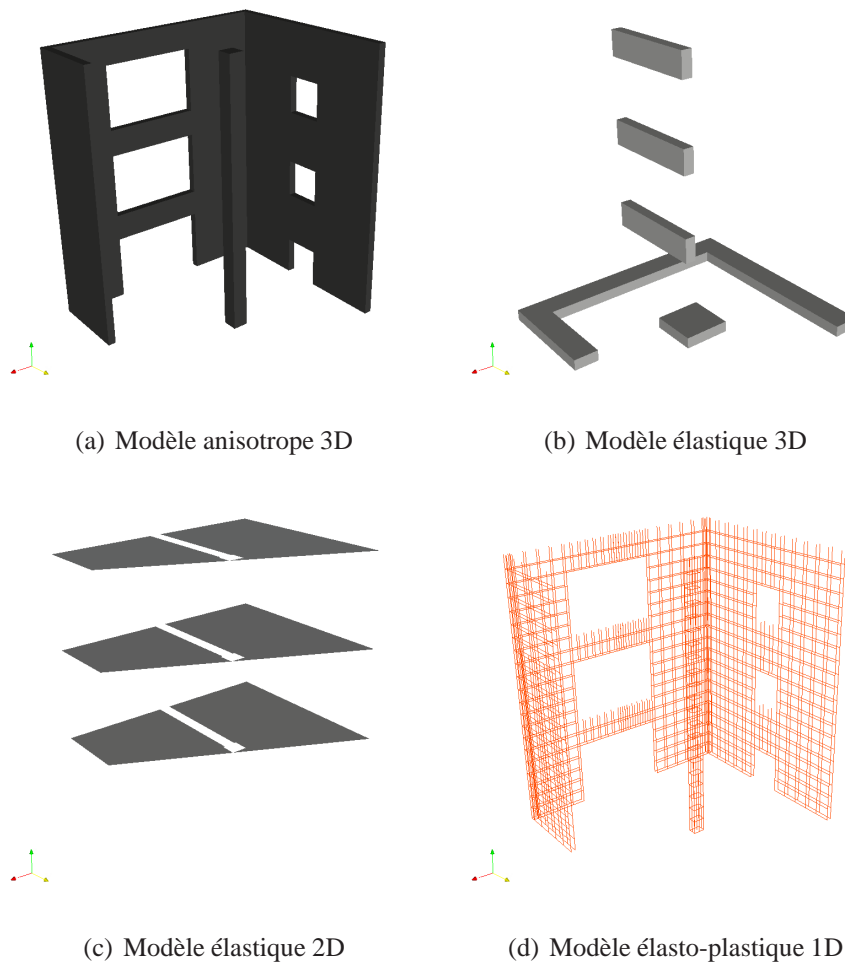 (a) Modèle anisotrope 3D
(b) Modèle élastique 3D
(c) Modèle élastique 2D
(d) Modèle élasto-plastique 1D